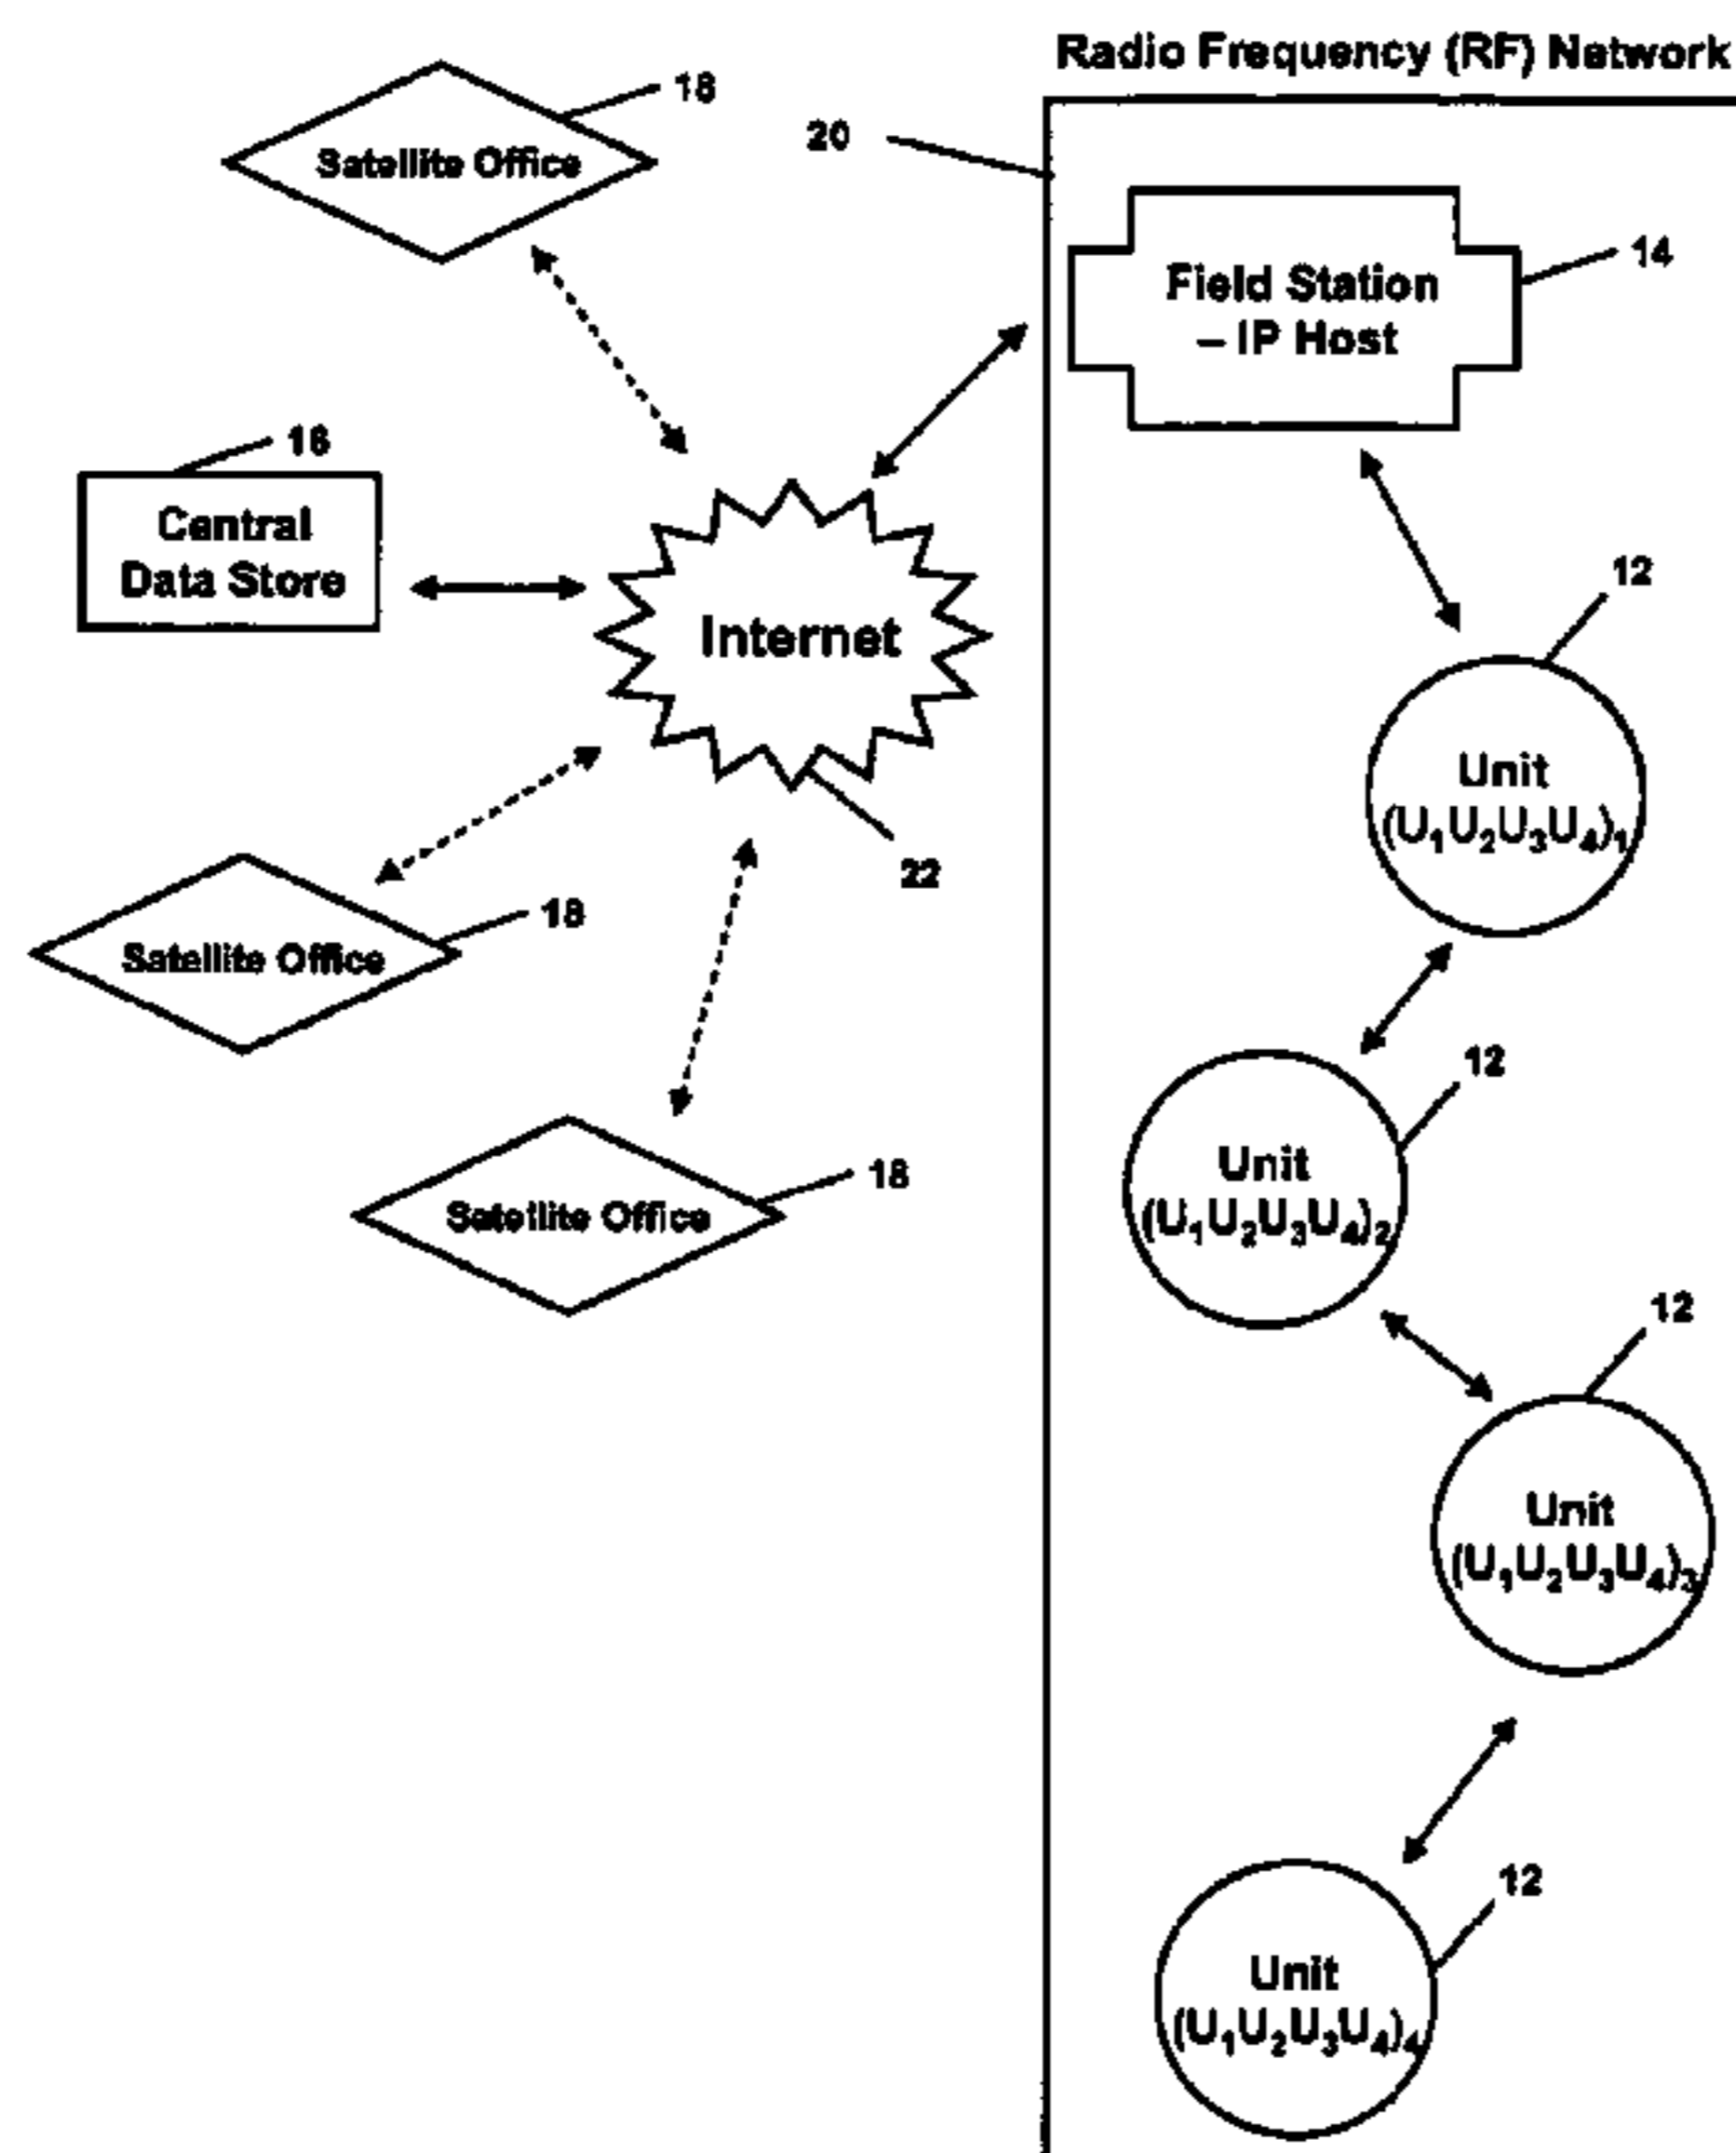 Radio Frequency (RF) Network
18
Satellite Office
20
Field Station
– IP Host
14
16
Central
Data Store
Internet
22
12
Unit
(U₁U₂U₃U₄)₁
18
Satellite Office
12
Unit
(U₁U₂U₃U₄)₂
18
Satellite Office
12
Unit
(U₁U₂U₃U₄)₃
12
Unit
(U₁U₂U₃U₄)₄